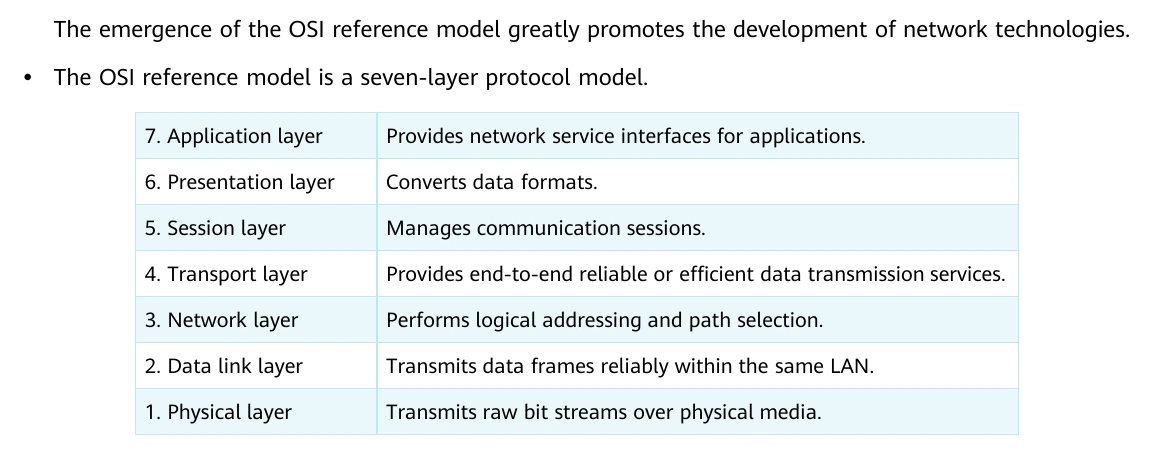 The emergence of the OSI reference model greatly promotes the development of network technologies.
• The OSI reference model is a seven-layer protocol model.
7. Application layer Provides network service interfaces for applications.
6. Presentation layer Converts data formats.
5. Session layer Manages communication sessions.
4. Transport layer Provides end-to-end reliable or efficient data transmission services.
3. Network layer Performs logical addressing and path selection.
2. Data link layer Transmits data frames reliably within the same LAN.
1. Physical layer Transmits raw bit streams over physical media.